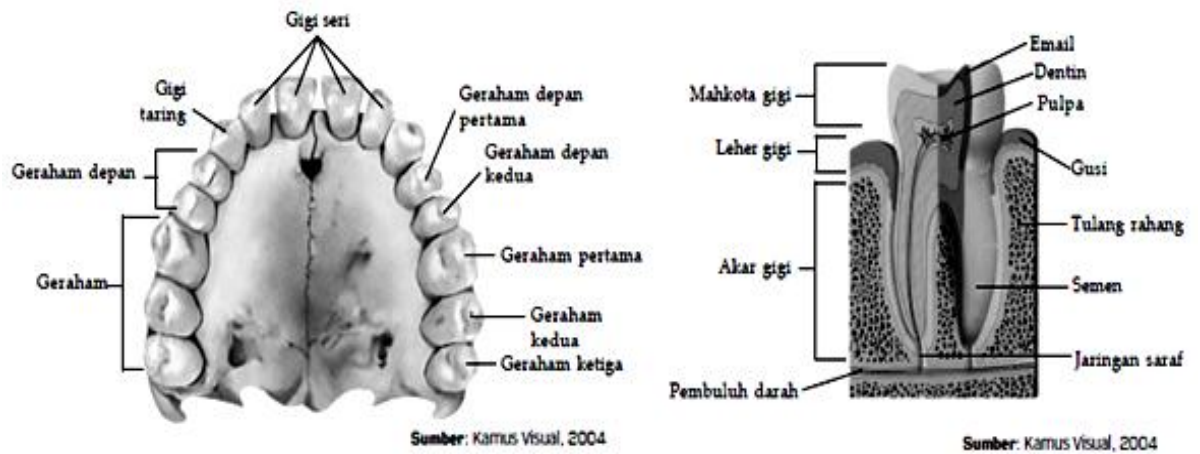 Gigi seri
Gigi
taring
Geraham depan
Geraham
Geraham depan
pertama
Geraham depan
kedua
Geraham pertama
Geraham
kedua
Geraham ketiga
Sumber: Kamus Visual, 2004
Mahkota gigi
Leher gigi
Akar gigi
Pembuluh darah
Email
Dentin
Pulpa
Gusi
Tulang rahang
Semen
Jaringan saraf
Sumber: Kamus Visual, 2004